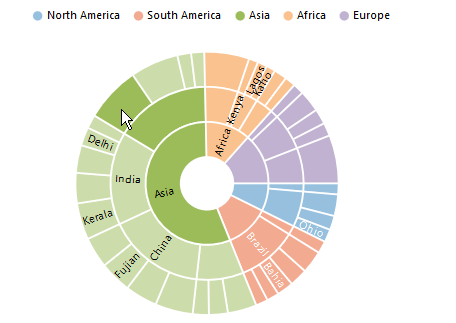 North America
South America
Asia
Africa
Europe
Lagos
Kano
Kenya
Africa
Delhi
India
Asia
Kerala
Ohio
China
Brazil
Fujian
Bahia